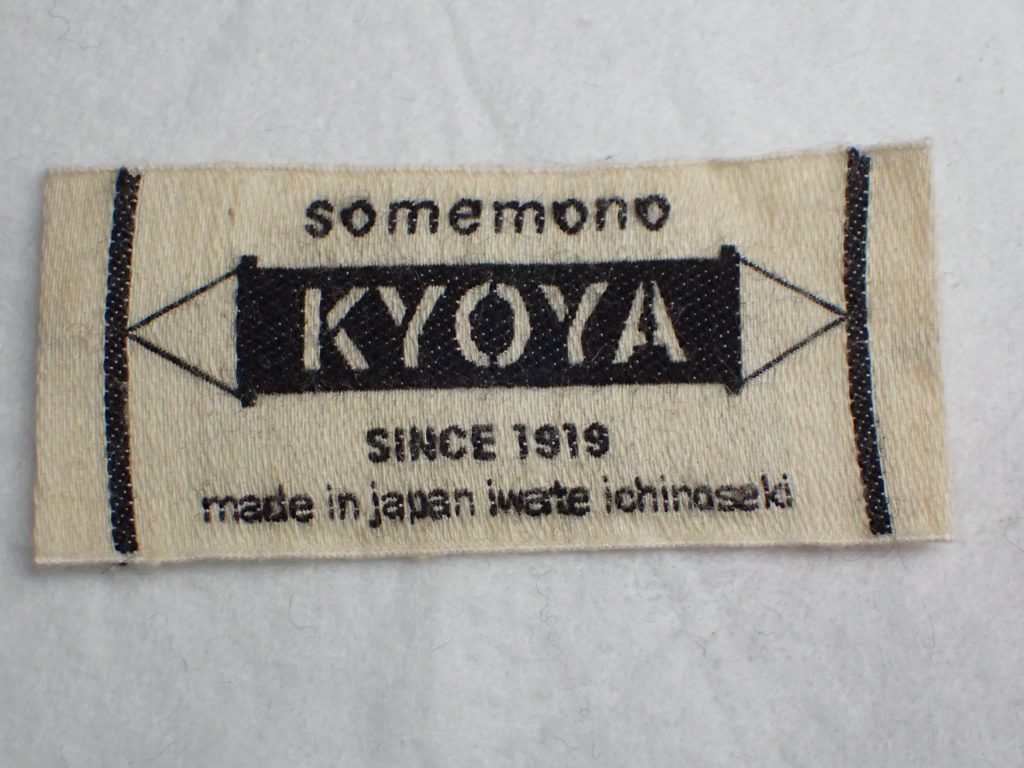 somemono
KYOYA
SINCE 1919
made in japan iwate ichinoseki